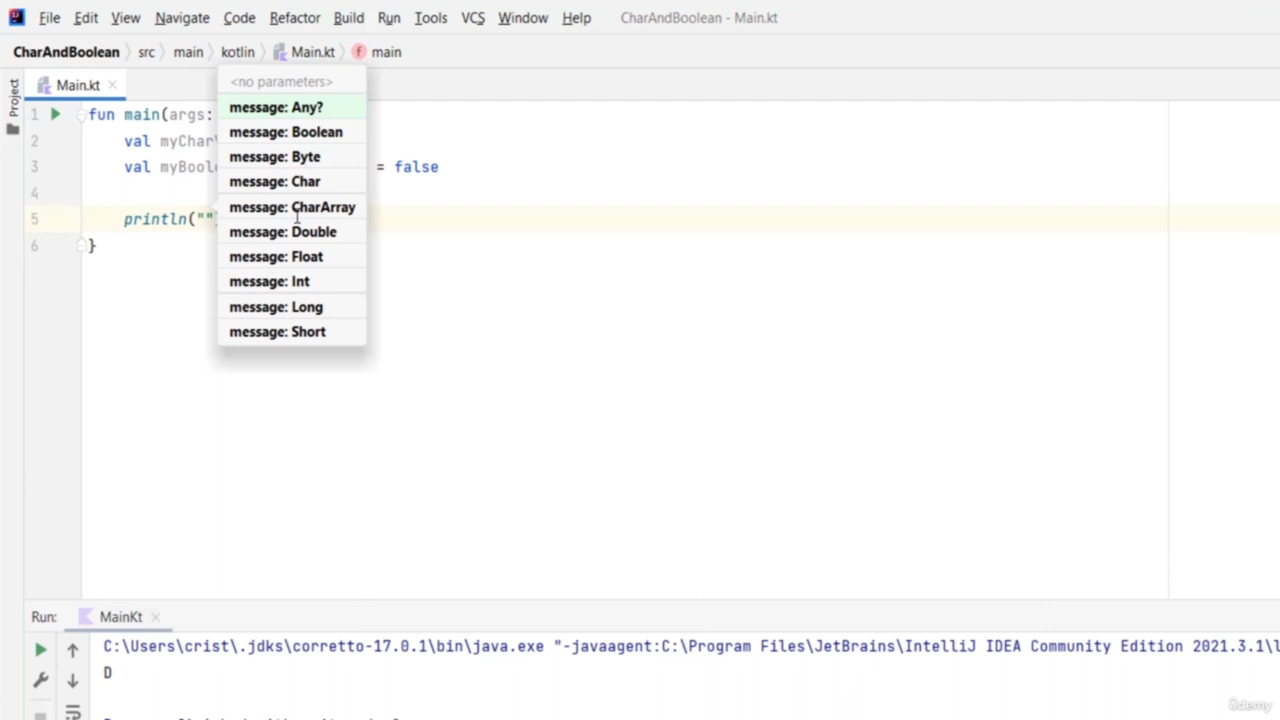 File Edit View Navigate Code Refactor Build Run Tools VCS Window Help CharAndBoolean - Main.kt
CharAndBoolean src main kotlin Main.kt f main
Project
Main.kt
<no parameters>
message: Any?
message: Boolean
message: Byte
message: Char
message: CharArray
message: Double
message: Float
message: Int
message: Long
message: Short
1 fun main(args:
2 val myChar
3 val myBoole = false
4
5 println(""
6 }
Run: MainKt
C:\Users\crist\.jdks\corretto-17.0.1\bin\java.exe "-javaagent:C:\Program Files\JetBrains\IntelliJ IDEA Community Edition 2021.3.1\l
D
ûdemy